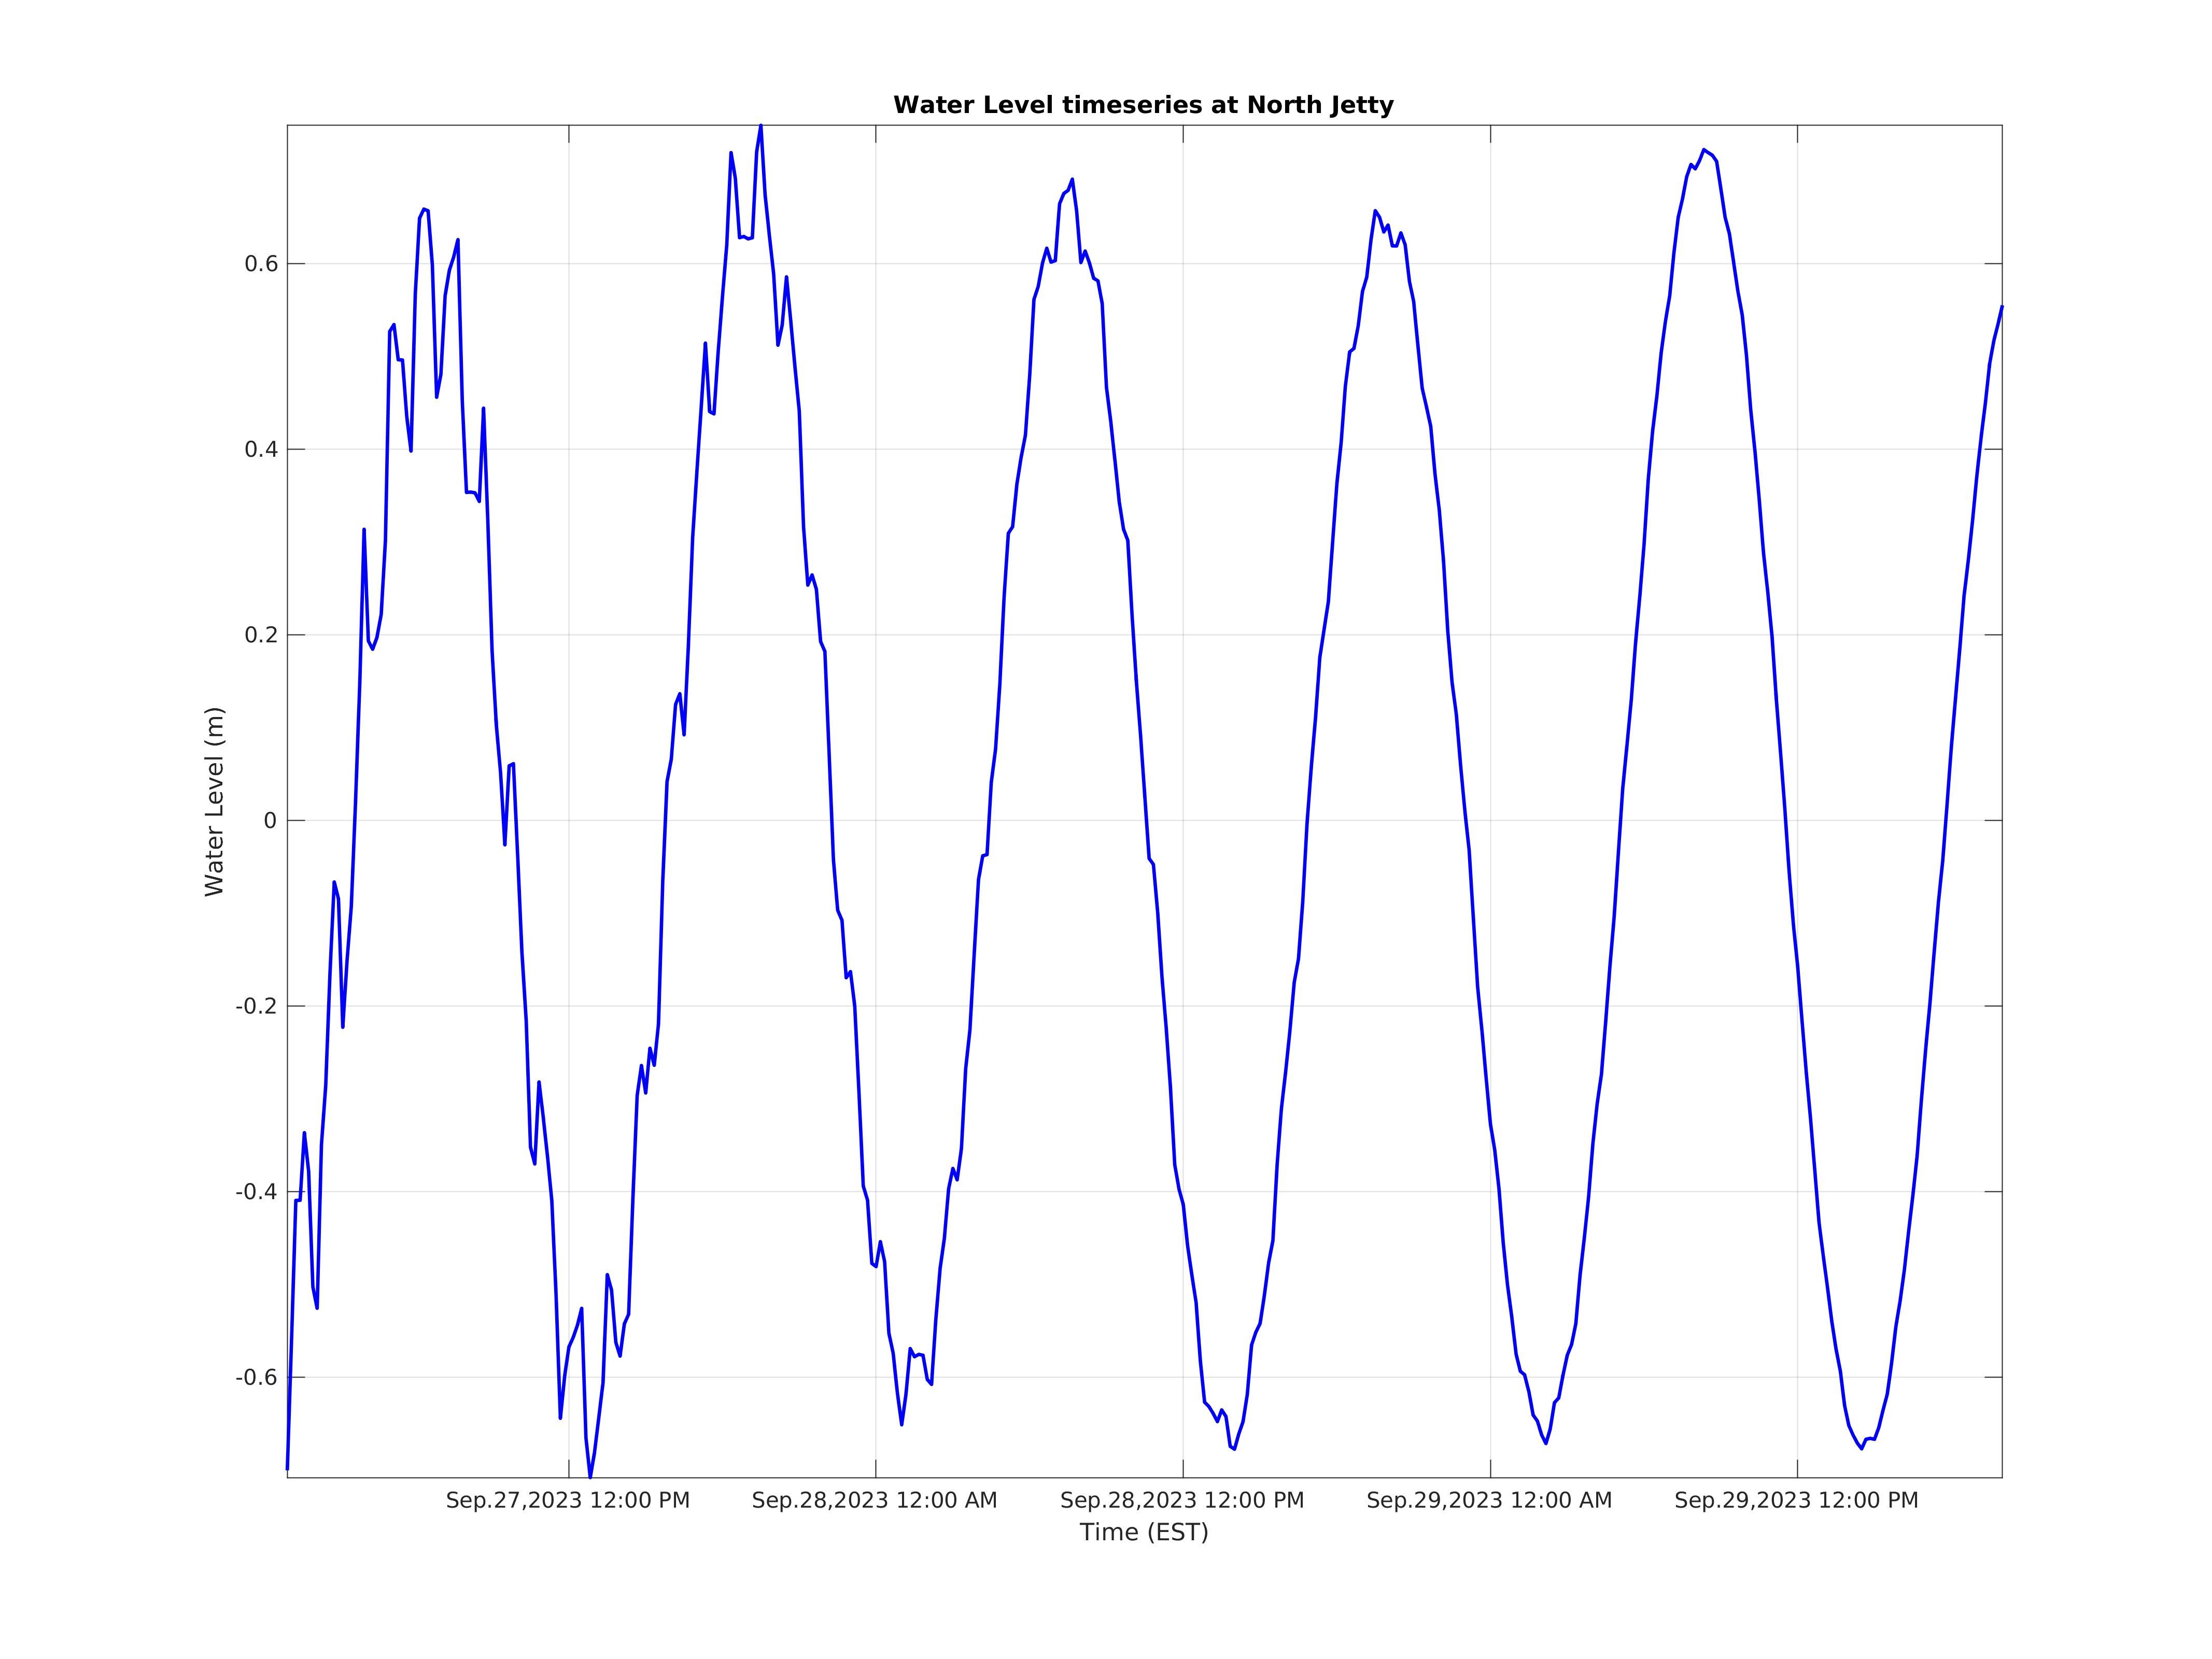 Water Level timeseries at North Jetty
0.6
0.4
0.2
0
-0.2
-0.4
-0.6
Water Level (m)
Sep.27,2023 12:00 PM
Sep.28,2023 12:00 AM
Sep.28,2023 12:00 PM
Sep.29,2023 12:00 AM
Sep.29,2023 12:00 PM
Time (EST)